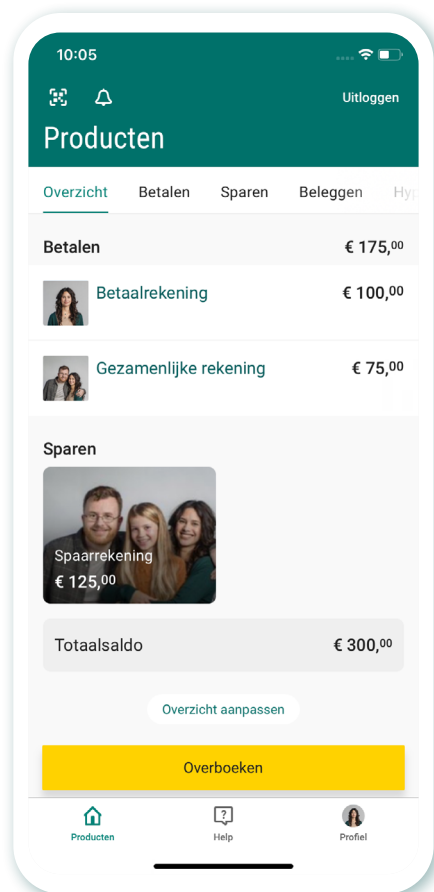 10:05
Uitloggen
Producten
Overzicht Betalen Sparen Beleggen Hyp
Betalen € 175,00
Betaalrekening € 100,00
Gezamenlijke rekening € 75,00
Sparen
Spaarrekening
€ 125,00
Totaalsaldo € 300,00
Overzicht aanpassen
Overboeken
Producten Help Profiel